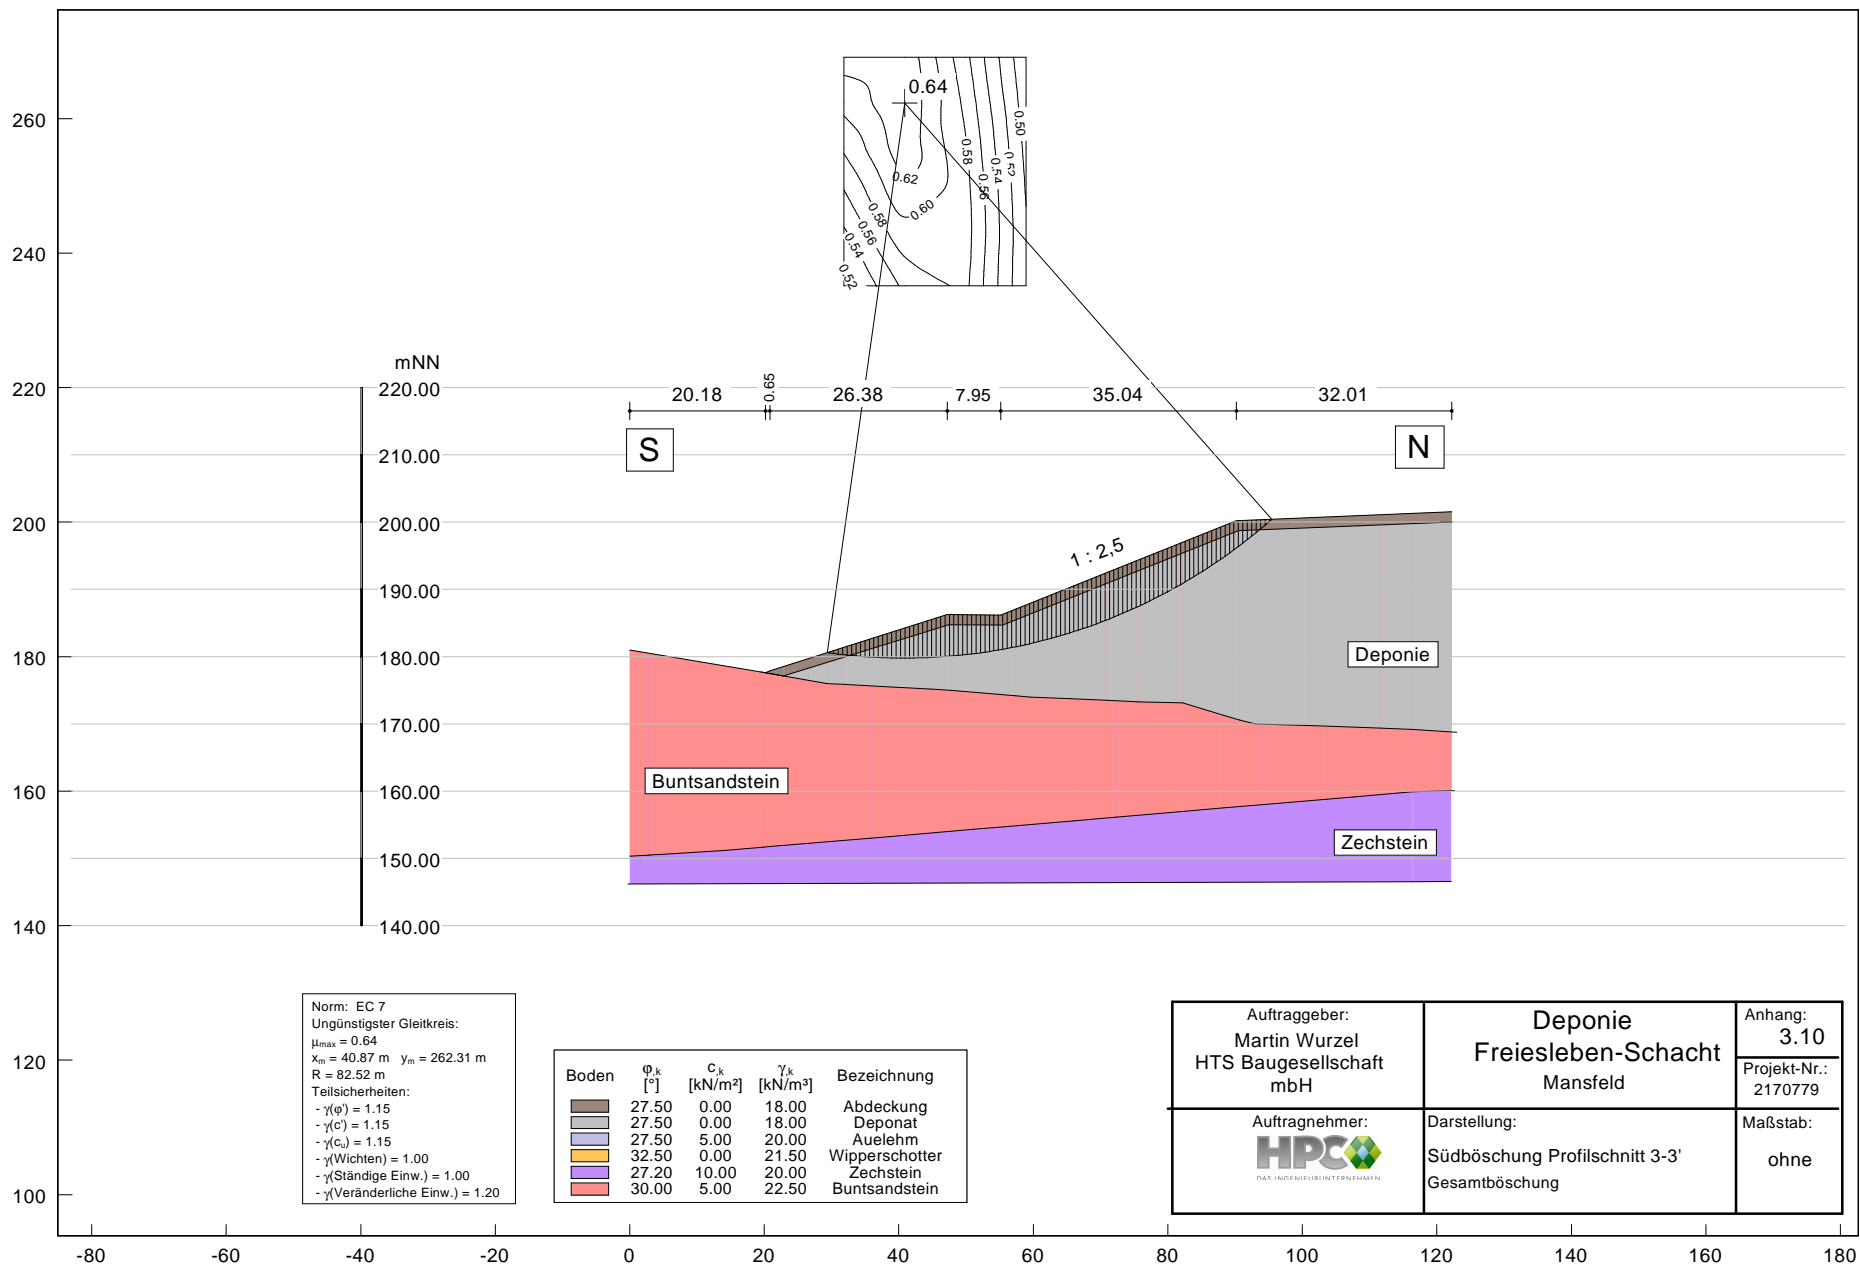 260
240
220
200
180
160
140
120
100
-80
-60
-40
-20
0
20
40
60
80
100
120
140
160
180
0.64
0.50
0.52
0.54
0.56
0.58
0.62
0.60
0.58
0.56
0.54
0.52
mNN
220.00
210.00
200.00
190.00
180.00
170.00
160.00
150.00
140.00
20.18
0.65
26.38
7.95
35.04
32.01
S
N
1 : 2,5
Deponie
Buntsandstein
Zechstein
Norm: EC 7
Ungünstigster Gleitkreis:
μmax = 0.64
xm = 40.87 m ym = 262.31 m
R = 82.52 m
Teilsicherheiten:
- γ(φ') = 1.15
- γ(c') = 1.15
- γ(cu) = 1.15
- γ(Wichten) = 1.00
- γ(Ständige Einw.) = 1.00
- γ(Veränderliche Einw.) = 1.20
Boden φ,k [°] c,k [kN/m²] γ,k [kN/m³] Bezeichnung
27.50 0.00 18.00 Abdeckung
27.50 0.00 18.00 Deponat
27.50 5.00 20.00 Auelehm
32.50 0.00 21.50 Wipperschotter
27.20 10.00 20.00 Zechstein
30.00 5.00 22.50 Buntsandstein
Auftraggeber:
Martin Wurzel
HTS Baugesellschaft
mbH
Deponie
Freiesleben-Schacht
Mansfeld
Anhang:
3.10
Projekt-Nr.:
2170779
Auftragnehmer:
HPC
DAS INGENIEURUNTERNEHMEN
Darstellung:
Südböschung Profilschnitt 3-3'
Gesamtböschung
Maßstab:
ohne